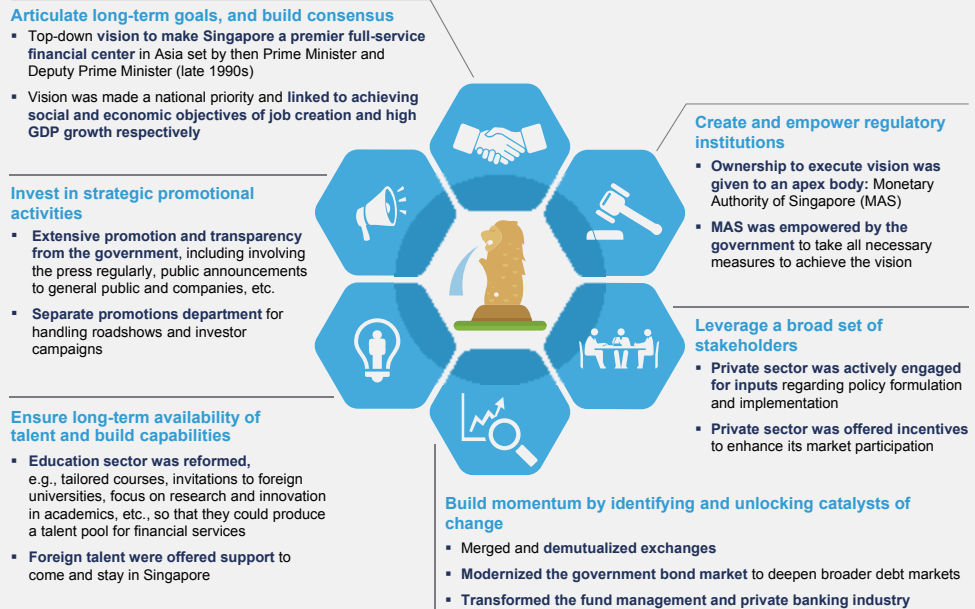 Articulate long-term goals, and build consensus
▪ Top-down vision to make Singapore a premier full-service
financial center in Asia set by then Prime Minister and
Deputy Prime Minister (late 1990s)
▪ Vision was made a national priority and linked to achieving
social and economic objectives of job creation and high
GDP growth respectively
Create and empower regulatory
institutions
▪ Ownership to execute vision was
given to an apex body: Monetary
Authority of Singapore (MAS)
▪ MAS was empowered by the
government to take all necessary
measures to achieve the vision
Invest in strategic promotional
activities
▪ Extensive promotion and transparency
from the government, including involving
the press regularly, public announcements
to general public and companies, etc.
▪ Separate promotions department for
handling roadshows and investor
campaigns
Leverage a broad set of
stakeholders
▪ Private sector was actively engaged
for inputs regarding policy formulation
and implementation
▪ Private sector was offered incentives
to enhance its market participation
Ensure long-term availability of
talent and build capabilities
▪ Education sector was reformed,
e.g., tailored courses, invitations to foreign
universities, focus on research and innovation
in academics, etc., so that they could produce
a talent pool for financial services
▪ Foreign talent were offered support to
come and stay in Singapore
Build momentum by identifying and unlocking catalysts of
change
▪ Merged and demutualized exchanges
▪ Modernized the government bond market to deepen broader debt markets
▪ Transformed the fund management and private banking industry